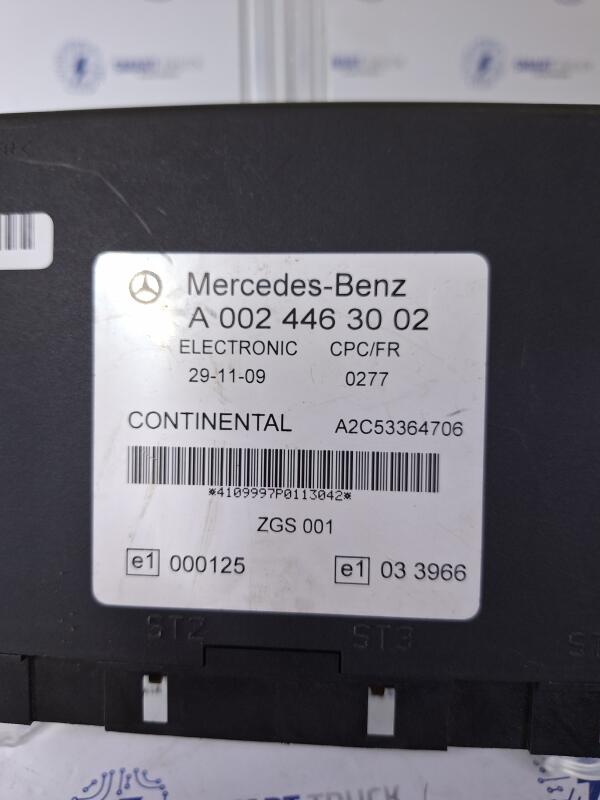 Mercedes-Benz
A 002 446 30 02
ELECTRONIC CPC/FR
29-11-09 0277
CONTINENTAL A2C53364706
*4109997P0113042*
ZGS 001
e1 000125 e1 03 3966
ST2 ST3